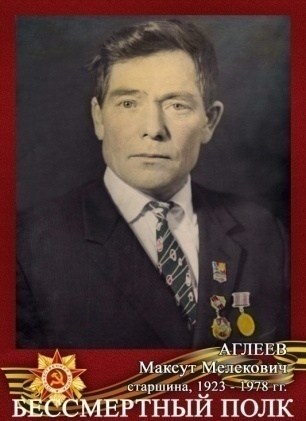 АГЛЕЕВ
Максут Мелекович
старшина, 1923 - 1978 гг.
БЕССМЕРТНЫЙ ПОЛК